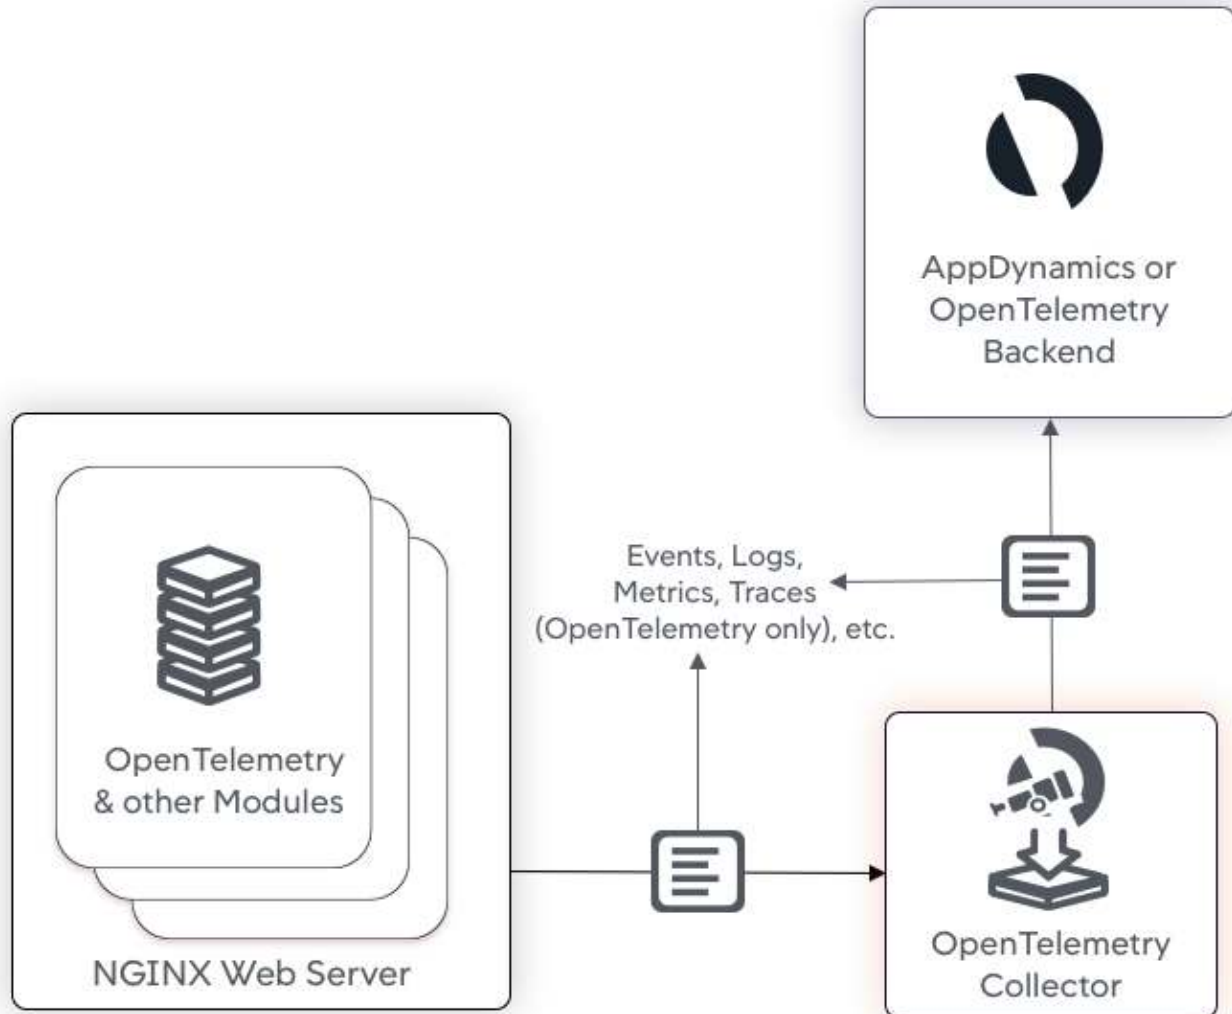 AppDynamics or
OpenTelemetry
Backend
Events, Logs,
Metrics, Traces
(OpenTelemetry only), etc.
OpenTelemetry
& other Modules
NGINX Web Server
OpenTelemetry
Collector